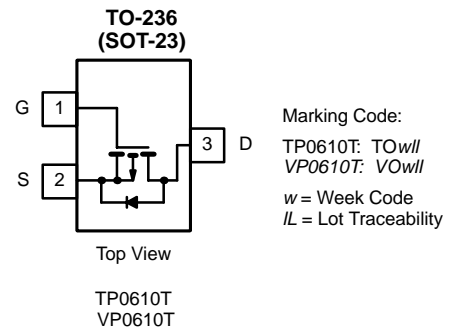 TO-236
(SOT-23)
G 1
3 D
S 2
Top View
TP0610T
VP0610T
Marking Code:
TP0610T: TOwll
VP0610T: VOwll
w = Week Code
lL = Lot Traceability